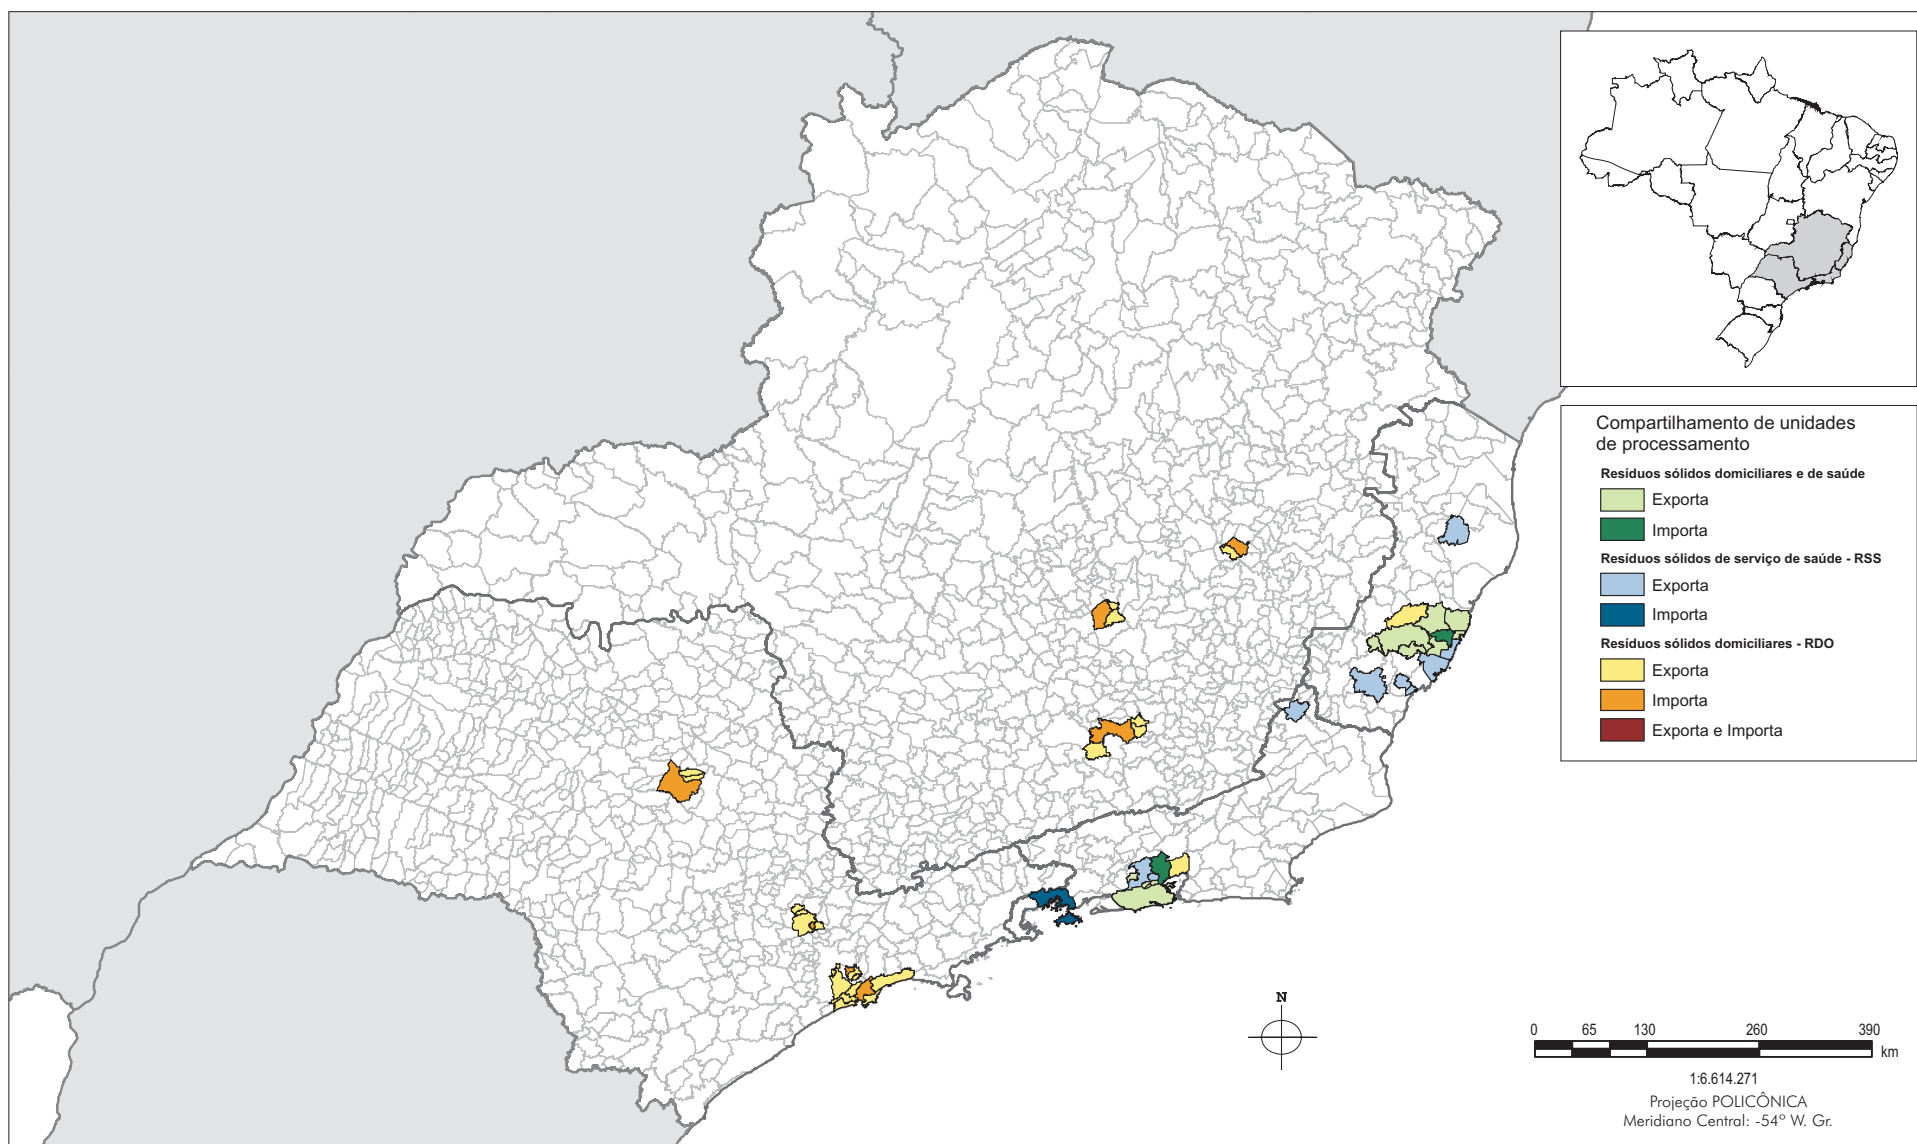 Compartilhamento de unidades
de processamento
Resíduos sólidos domiciliares e de saúde
Exporta
Importa
Resíduos sólidos de serviço de saúde - RSS
Exporta
Importa
Resíduos sólidos domiciliares - RDO
Exporta
Importa
Exporta e Importa
N
0 65 130 260 390
km
1:6.614.271
Projeção POLICÔNICA
Meridiano Central: -54º W. Gr.